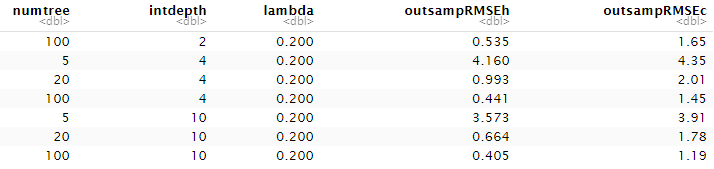 numtree intdepth lambda outsampRMSEh outsampRMSEc
<dbl> <dbl> <dbl> <dbl> <dbl>
100 2 0.200 0.535 1.65
5 4 0.200 4.160 4.35
20 4 0.200 0.993 2.01
100 4 0.200 0.441 1.45
5 10 0.200 3.573 3.91
20 10 0.200 0.664 1.78
100 10 0.200 0.405 1.19